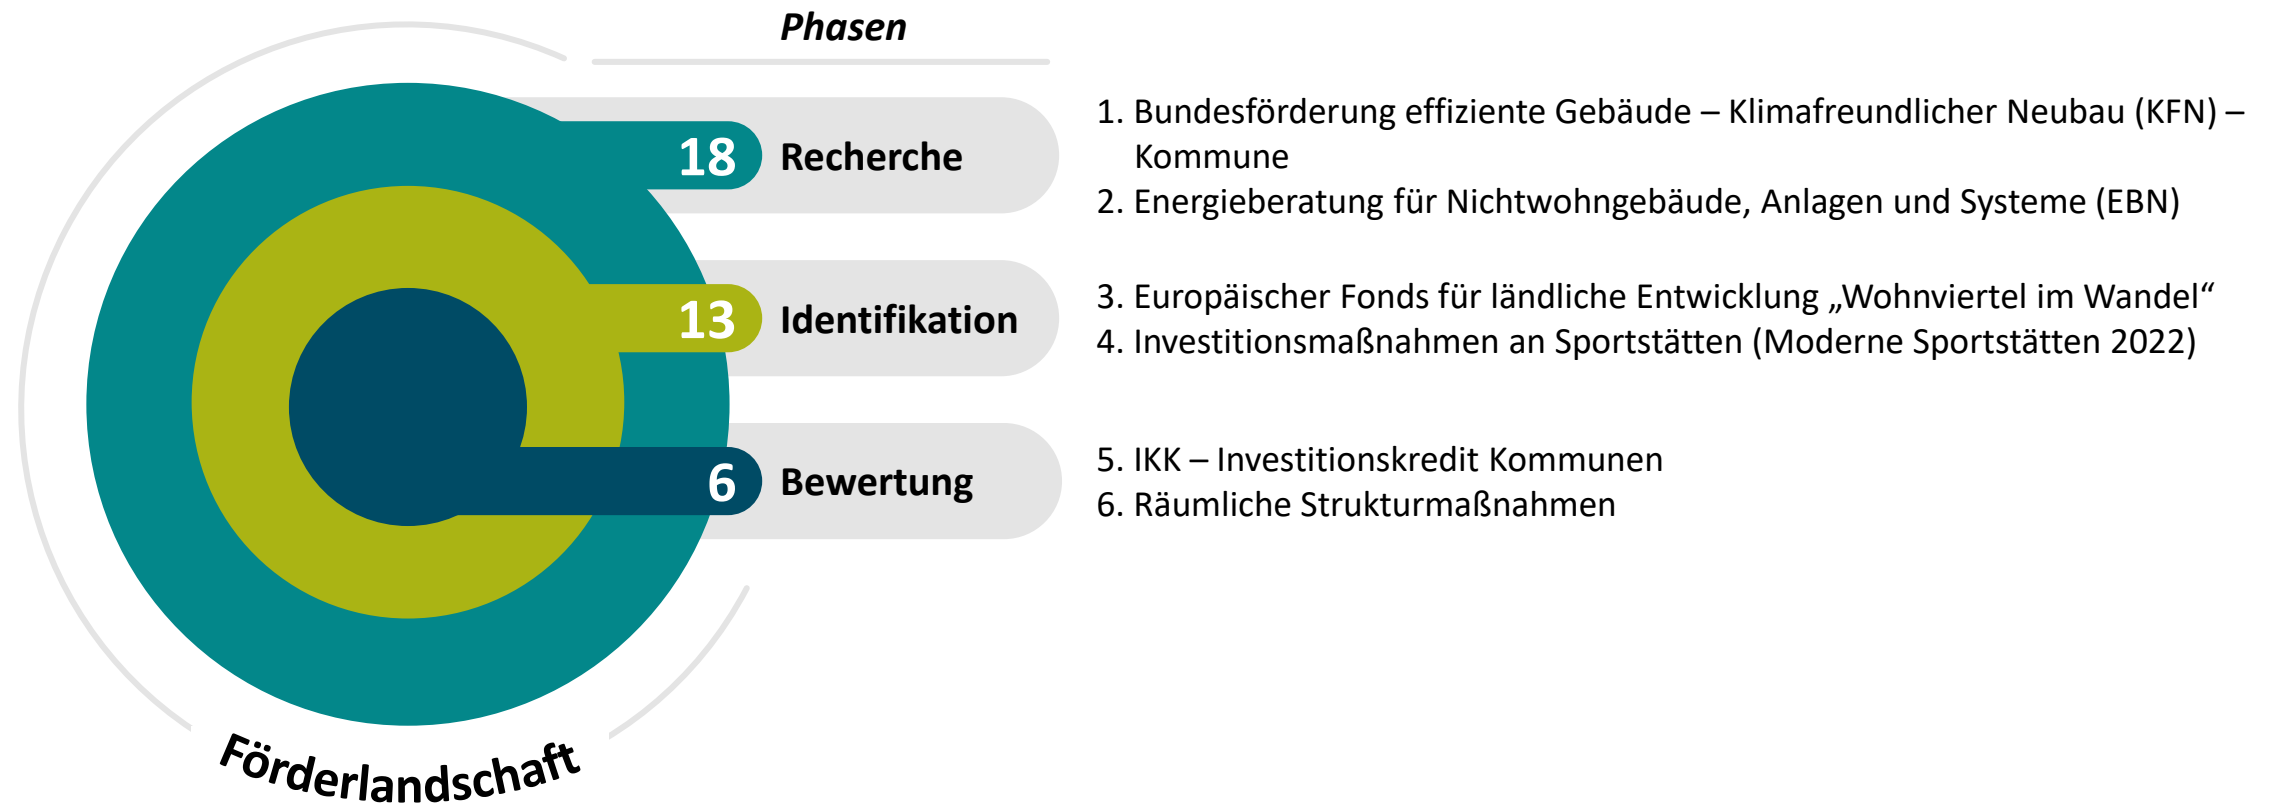 Phasen
18 Recherche
1. Bundesförderung effiziente Gebäude – Klimafreundlicher Neubau (KFN) –
Kommune
2. Energieberatung für Nichtwohngebäude, Anlagen und Systeme (EBN)
13 Identifikation
3. Europäischer Fonds für ländliche Entwicklung „Wohnviertel im Wandel“
4. Investitionsmaßnahmen an Sportstätten (Moderne Sportstätten 2022)
6 Bewertung
5. IKK – Investitionskredit Kommunen
6. Räumliche Strukturmaßnahmen
Förderlandschaft